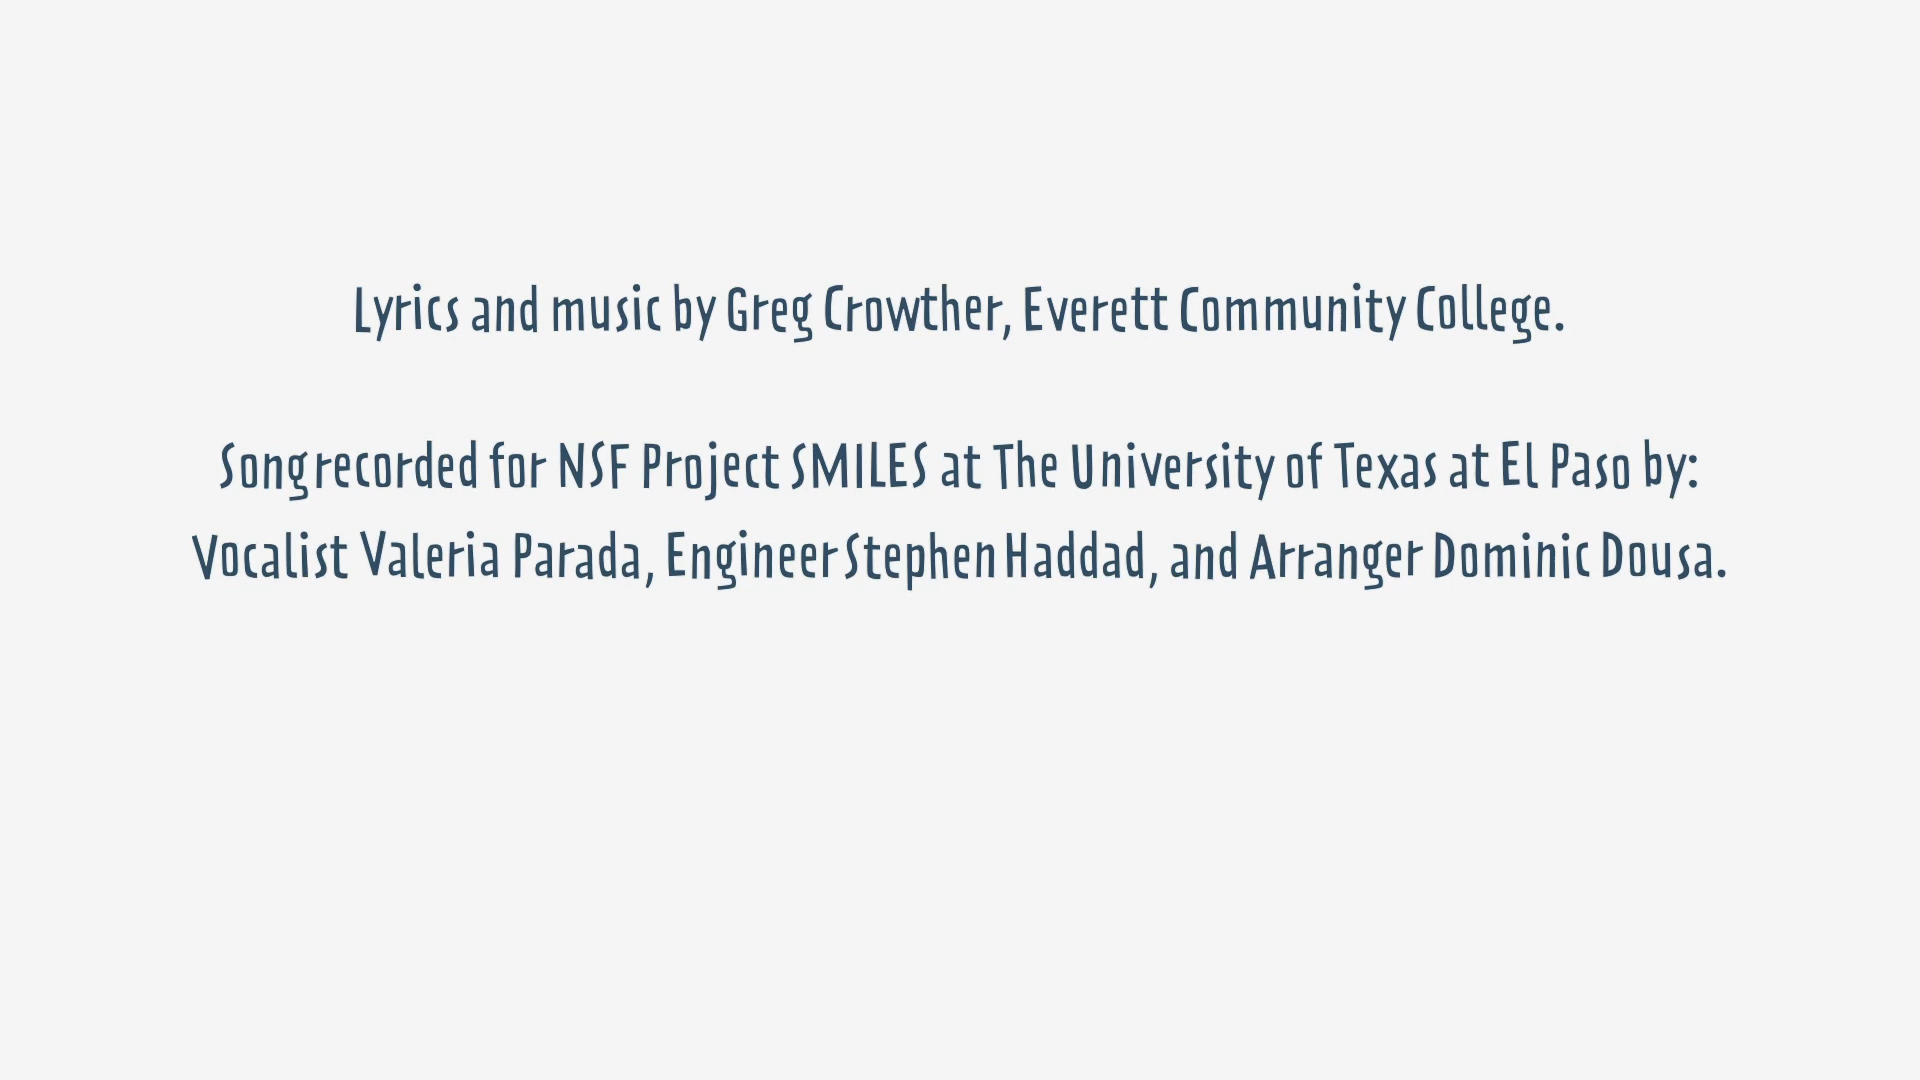 Lyrics and music by Greg Crowther, Everett Community College.
Song recorded for NSF Project SMILES at The University of Texas at El Paso by:
Vocalist Valeria Parada, Engineer Stephen Haddad, and Arranger Dominic Dousa.